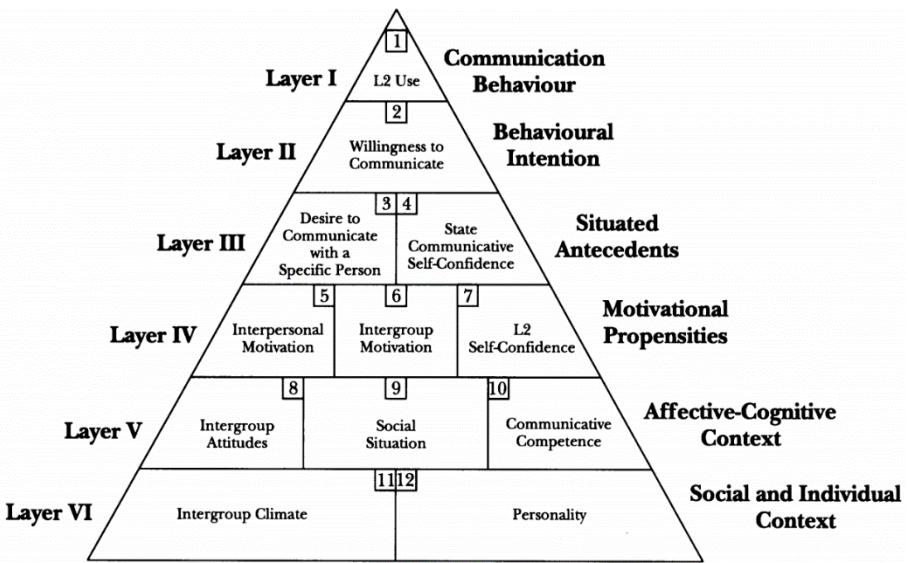 1
Layer I
L2 Use
Communication
Behaviour
2
Layer II
Willingness to
Communicate
Behavioural
Intention
3 4
Layer III
Desire to
Communicate
with a
Specific Person
State
Communicative
Self-Confidence
Situated
Antecedents
5 6 7
Layer IV
Interpersonal
Motivation
Intergroup
Motivation
L2
Self-Confidence
Motivational
Propensities
8 9 10
Layer V
Intergroup
Attitudes
Social
Situation
Communicative
Competence
Affective-Cognitive
Context
11 12
Layer VI
Intergroup Climate
Personality
Social and Individual
Context